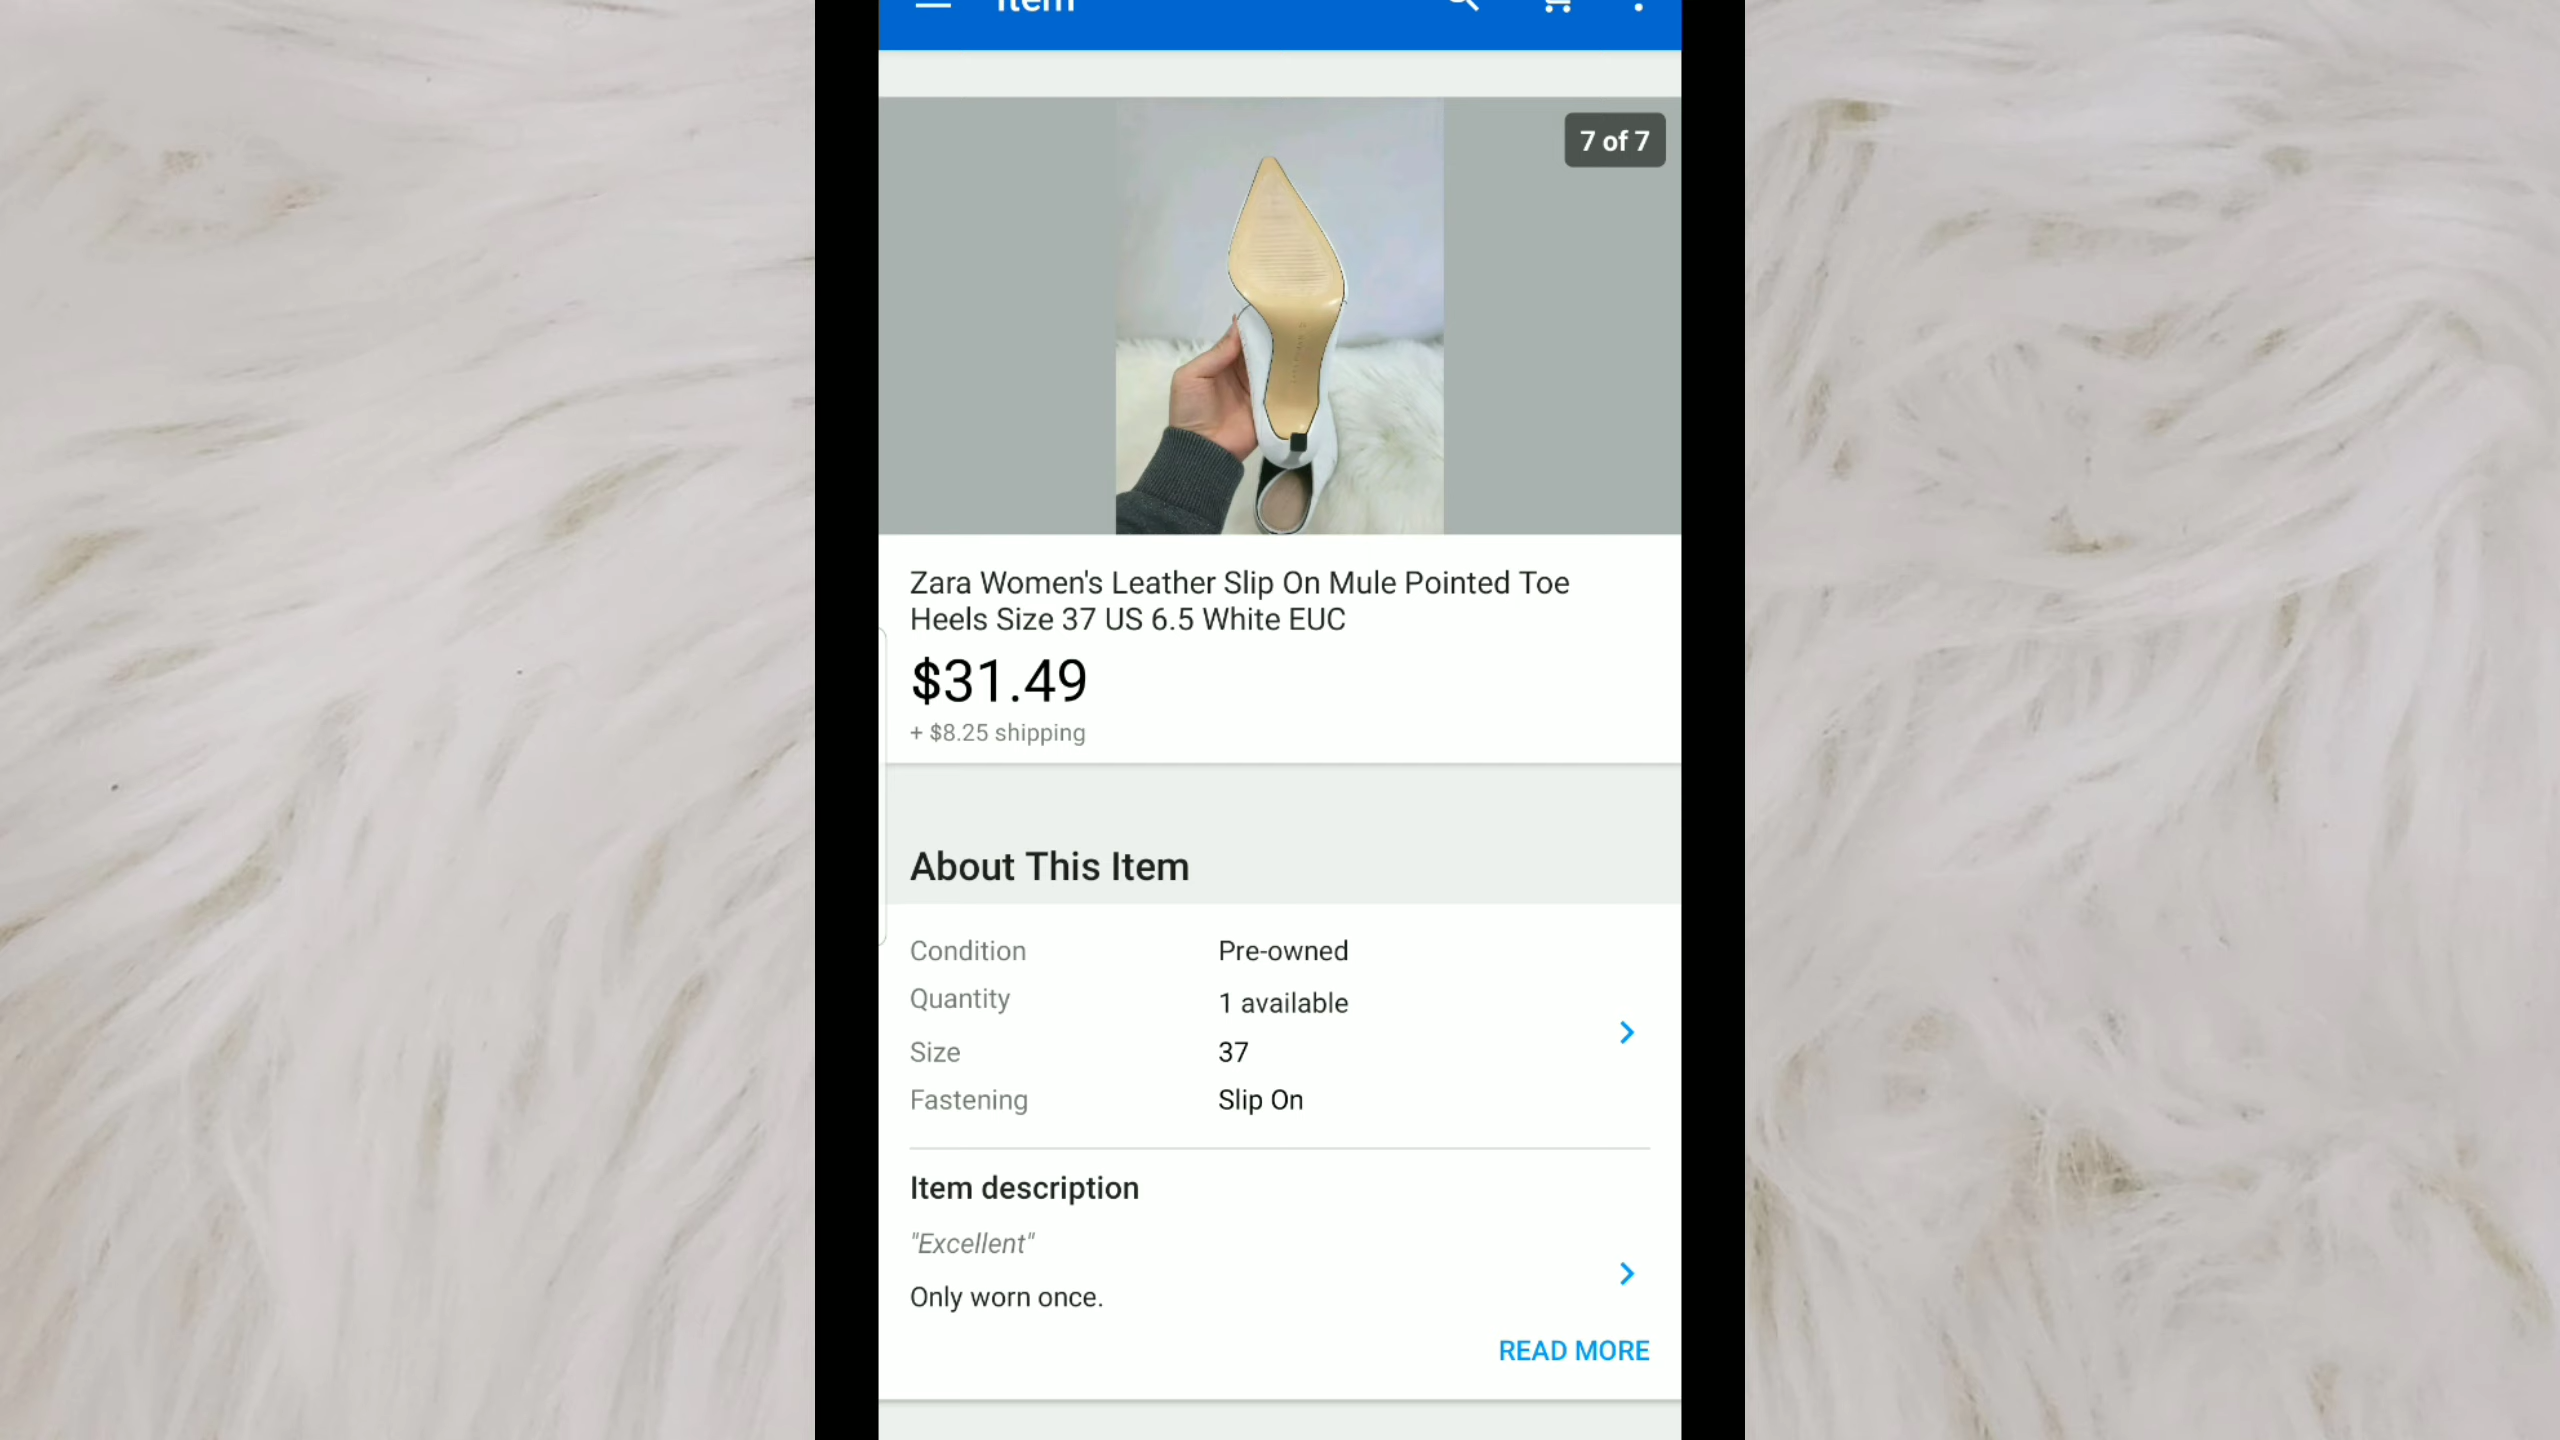 Item
7 of 7
Zara Women's Leather Slip On Mule Pointed Toe
Heels Size 37 US 6.5 White EUC
$31.49
+ $8.25 shipping
About This Item
Condition Pre-owned
Quantity 1 available
Size 37
Fastening Slip On
Item description
"Excellent"
Only worn once.
READ MORE